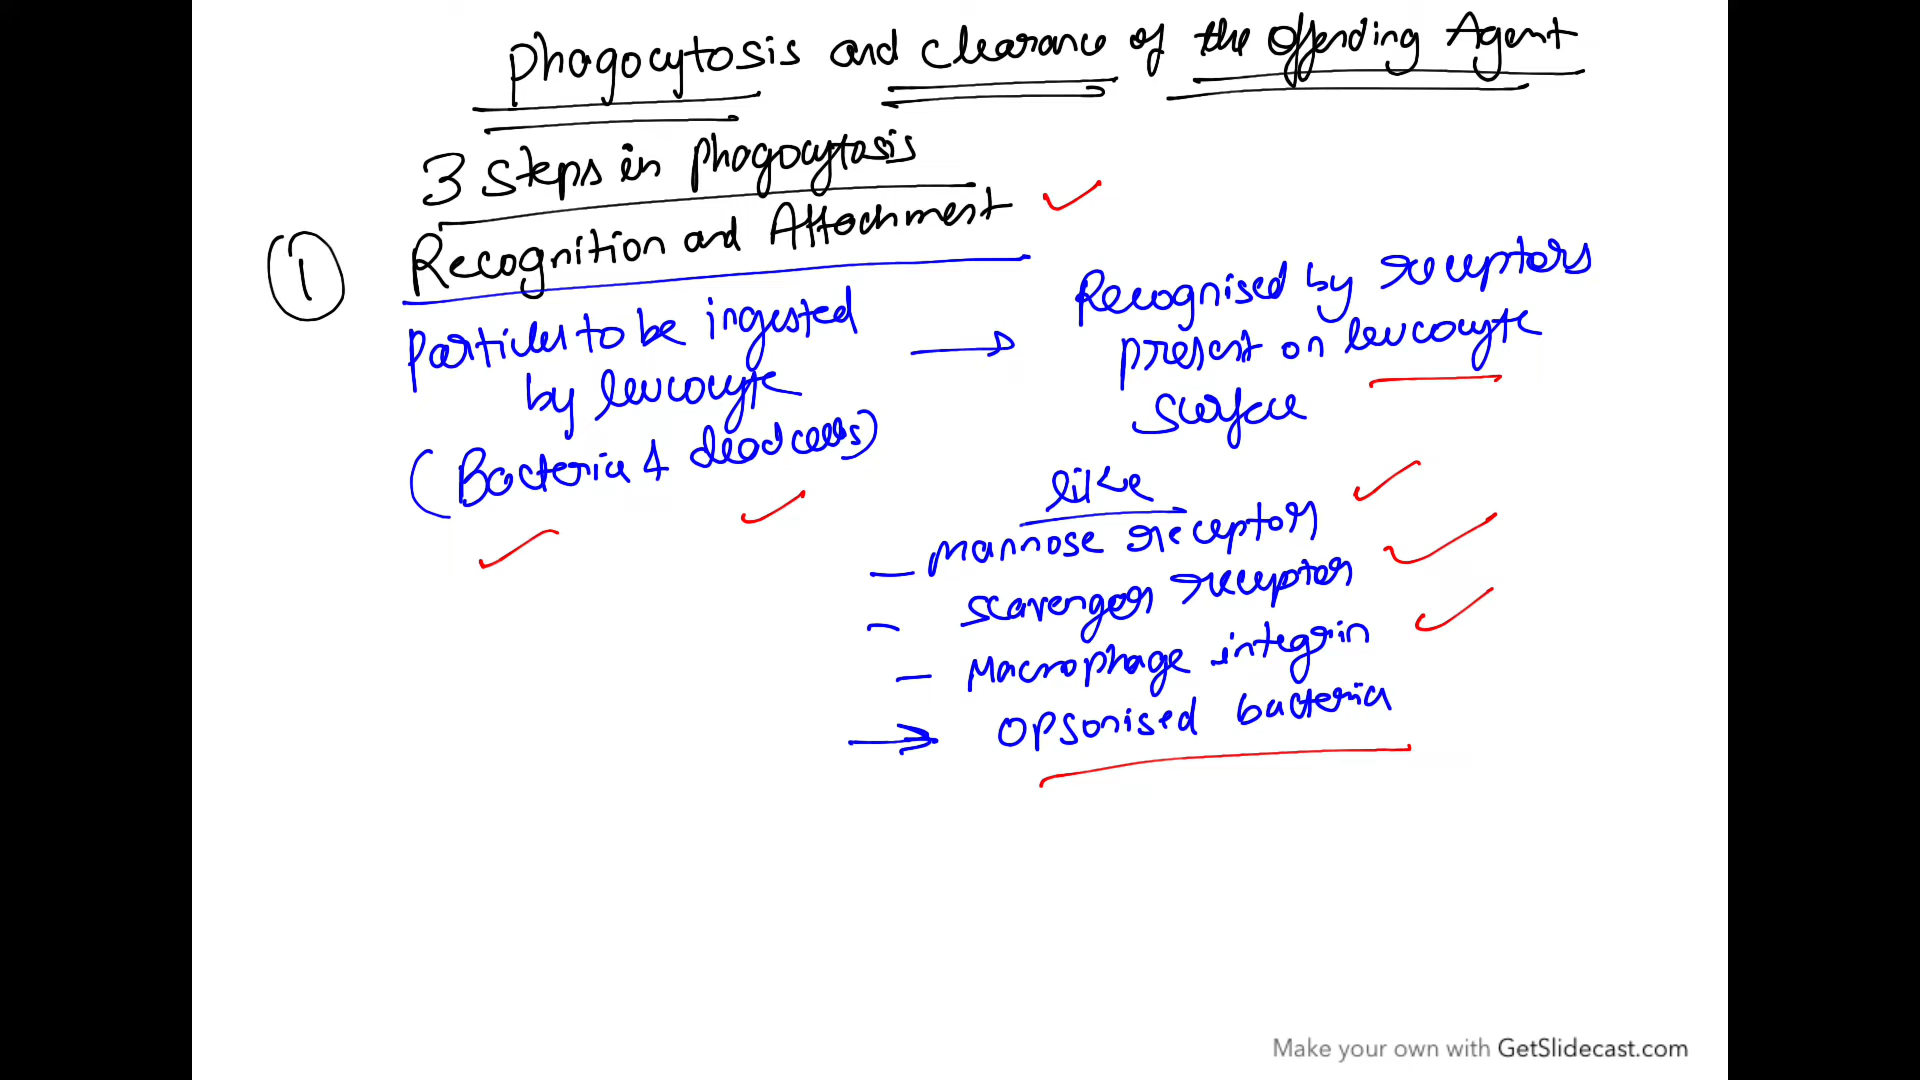 Phagocytosis and clearance of the offending Agent
3 steps in phagocytosis
1 Recognition and Attachment
Particles to be ingested
by leucocyte
(Bacteria & dead cells)
→ Recognised by receptors
present on leucocyte
surface
like
– mannose receptor
– scavenger receptor
– Macrophage integrin
→ opsonised bacteria
Make your own with GetSlidecast.com